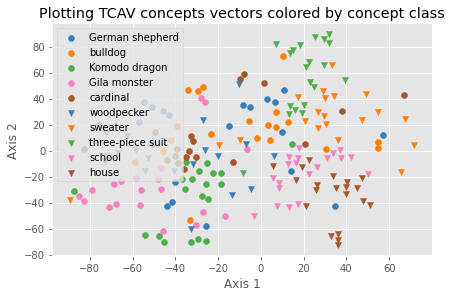 Plotting TCAV concepts vectors colored by concept class
German shepherd
bulldog
Komodo dragon
Gila monster
cardinal
woodpecker
sweater
three-piece suit
school
house
Axis 2
80
60
40
20
0
−20
−40
−60
−80
−80
−60
−40
−20
0
20
40
60
Axis 1